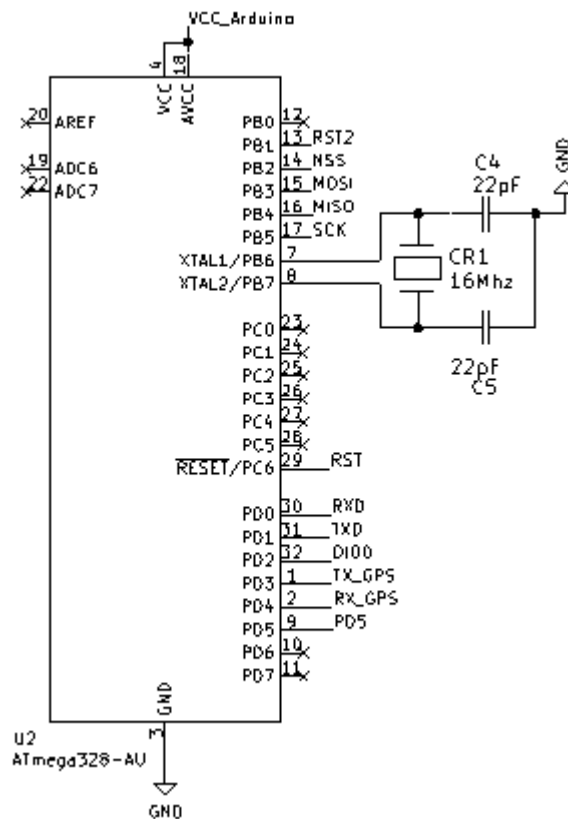 VCC_Arduino
4
18
VCC
AVCC
20 AREF
19 ADC6
22 ADC7
PB0 12
PB1 13 RST2
PB2 14 NSS
PB3 15 MOSI
PB4 16 MISO
PB5 17 SCK
XTAL1/PB6 7
XTAL2/PB7 8
C4
22pF
GND
CR1
16Mhz
22pF
C5
PC0 23
PC1 24
PC2 25
PC3 26
PC4 27
PC5 28
RESET/PC6 29 RST
PD0 30 RXD
PD1 31 TXD
PD2 32 DIO0
PD3 1 TX_GPS
PD4 2 RX_GPS
PD5 9 PD5
PD6 10
PD7 11
GND
3
U2
ATmega328-AU
GND